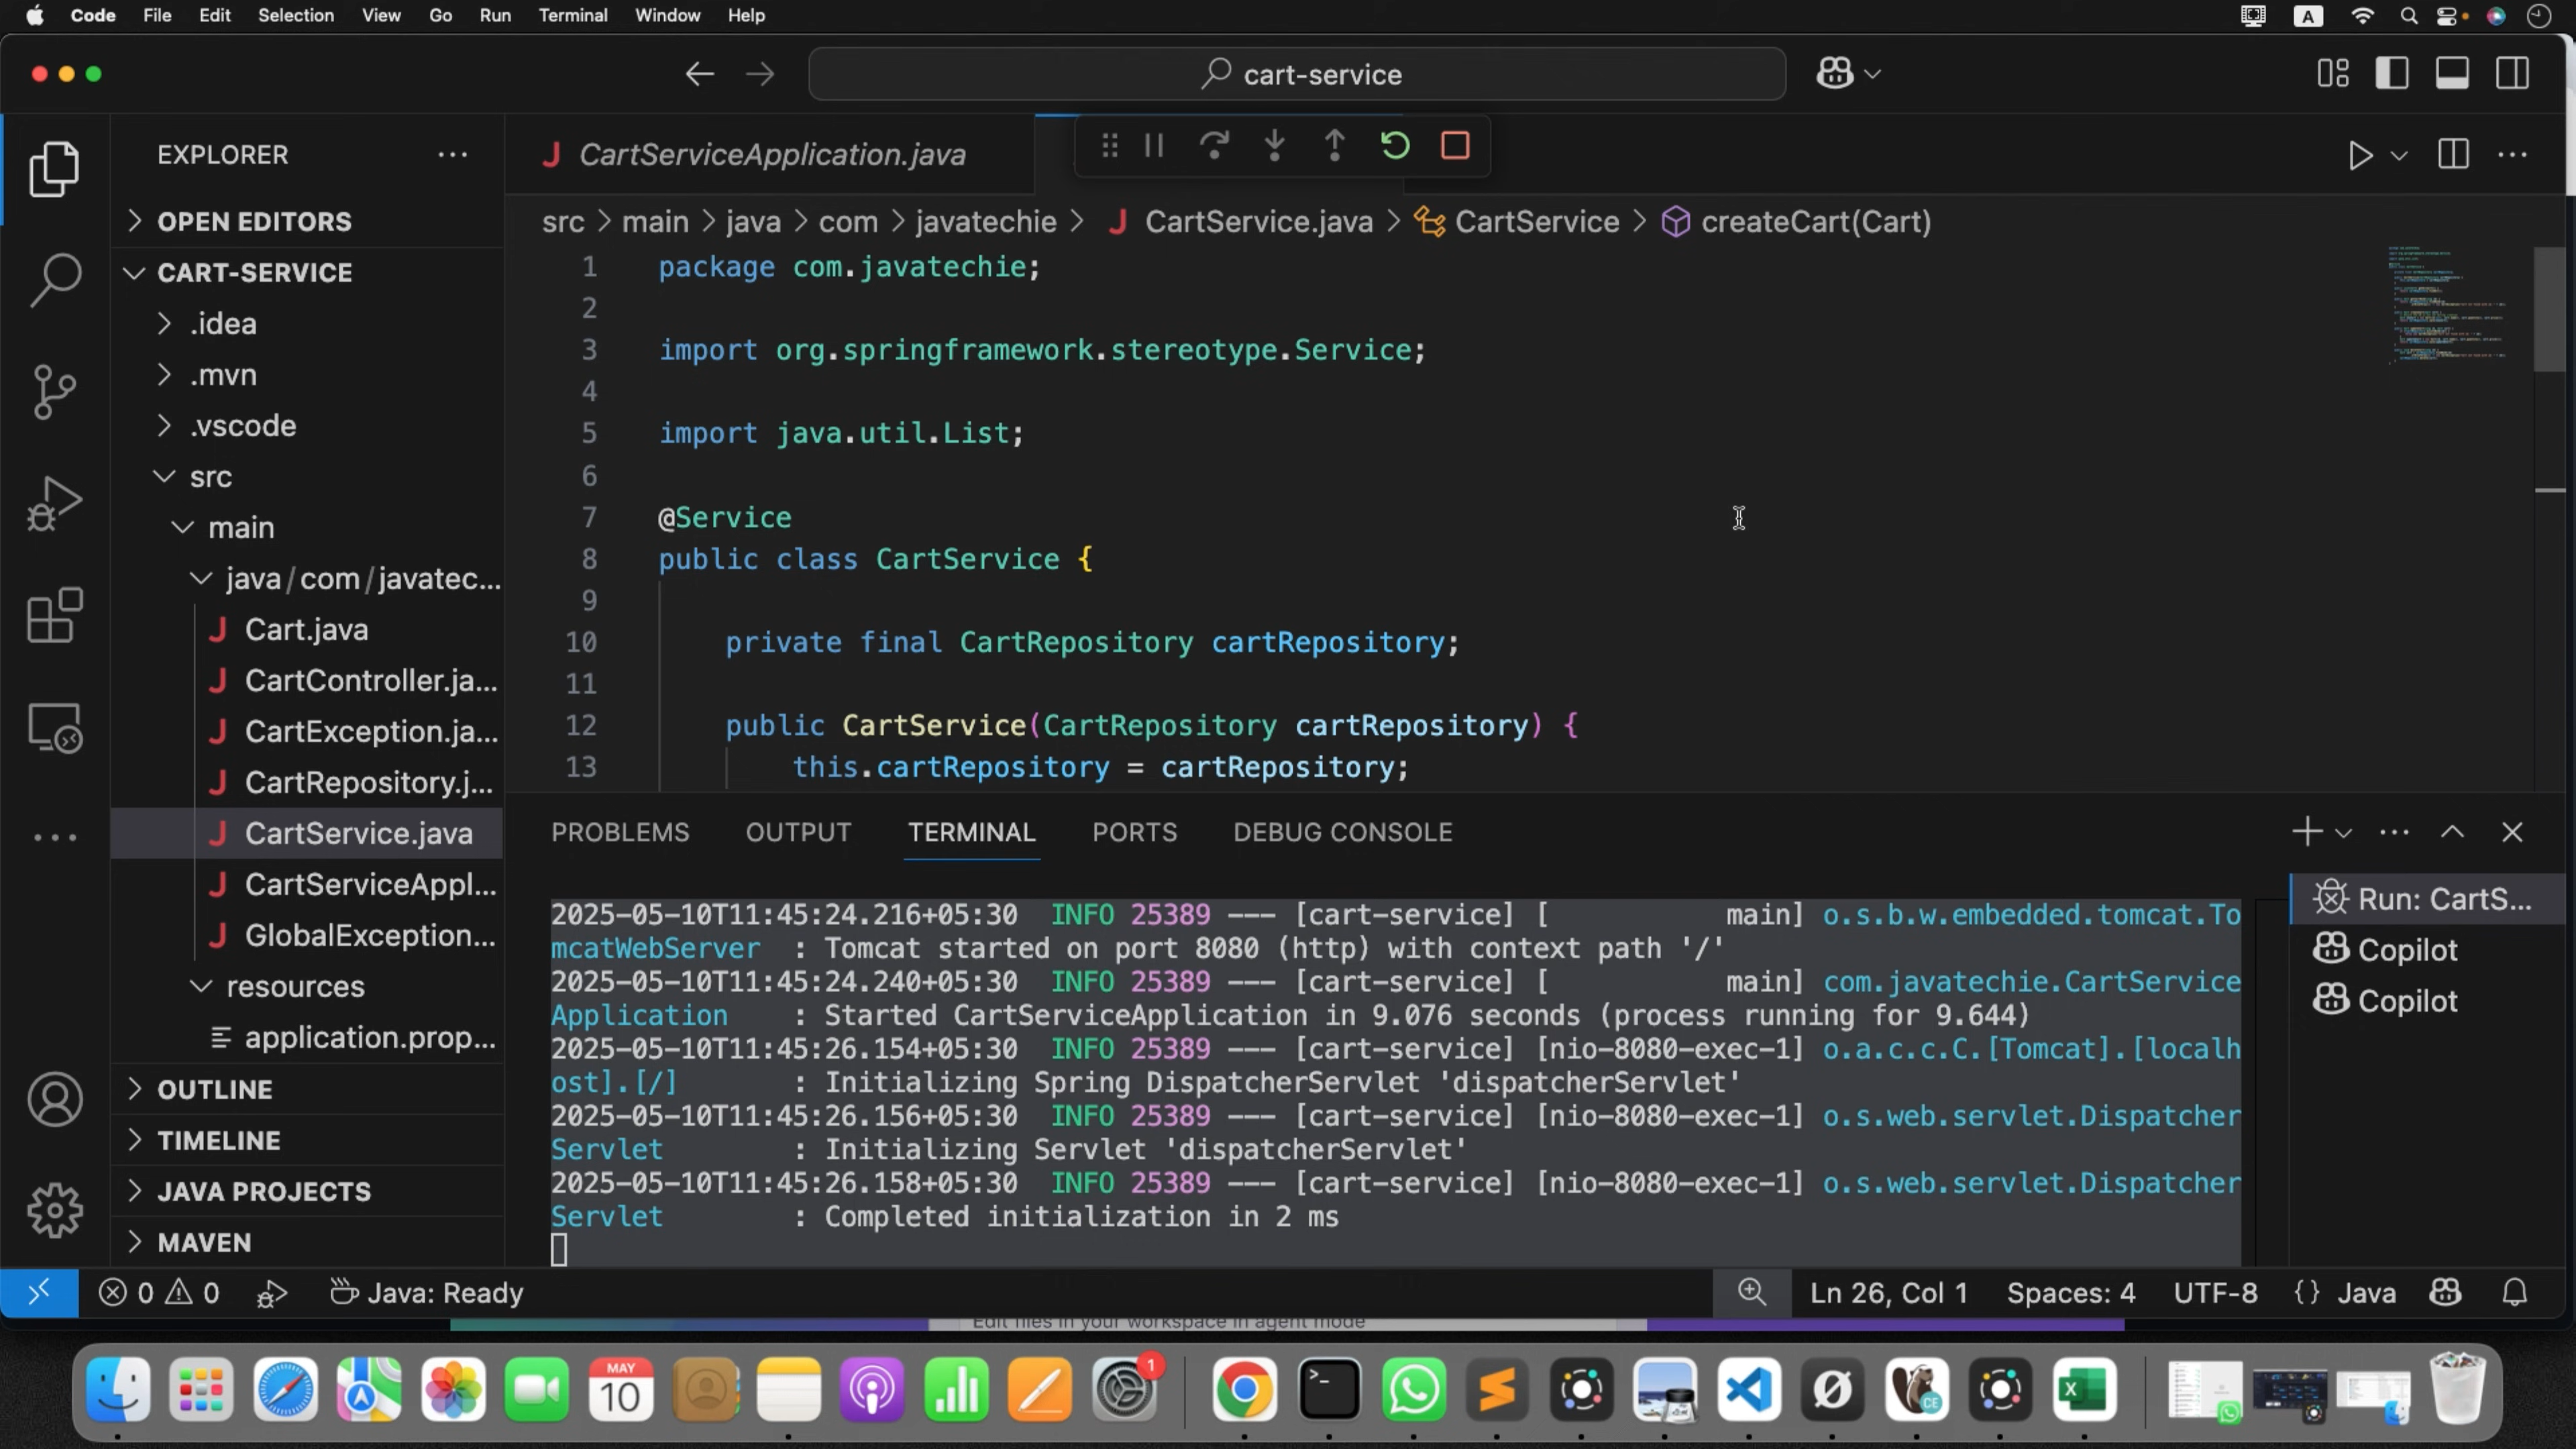 Code File Edit Selection View Go Run Terminal Window Help
A
cart-service
EXPLORER
OPEN EDITORS
CART-SERVICE
.idea
.mvn
.vscode
src
main
java/com/javatec...
Cart.java
CartController.ja...
CartException.ja...
CartRepository.j...
CartService.java
CartServiceAppl...
GlobalException...
resources
application.prop...
OUTLINE
TIMELINE
JAVA PROJECTS
MAVEN
CartServiceApplication.java
src > main > java > com > javatechie > CartService.java > CartService > createCart(Cart)
1 package com.javatechie;
2
3 import org.springframework.stereotype.Service;
4
5 import java.util.List;
6
7 @Service
8 public class CartService {
9
10 private final CartRepository cartRepository;
11
12 public CartService(CartRepository cartRepository) {
13 this.cartRepository = cartRepository;
PROBLEMS OUTPUT TERMINAL PORTS DEBUG CONSOLE
2025-05-10T11:45:24.216+05:30 INFO 25389 --- [cart-service] [ main] o.s.b.w.embedded.tomcat.To
mcatWebServer : Tomcat started on port 8080 (http) with context path '/'
2025-05-10T11:45:24.240+05:30 INFO 25389 --- [cart-service] [ main] com.javatechie.CartService
Application : Started CartServiceApplication in 9.076 seconds (process running for 9.644)
2025-05-10T11:45:26.154+05:30 INFO 25389 --- [cart-service] [nio-8080-exec-1] o.a.c.c.C.[Tomcat].[localh
ost].[/] : Initializing Spring DispatcherServlet 'dispatcherServlet'
2025-05-10T11:45:26.156+05:30 INFO 25389 --- [cart-service] [nio-8080-exec-1] o.s.web.servlet.Dispatcher
Servlet : Initializing Servlet 'dispatcherServlet'
2025-05-10T11:45:26.158+05:30 INFO 25389 --- [cart-service] [nio-8080-exec-1] o.s.web.servlet.Dispatcher
Servlet : Completed initialization in 2 ms
Run: CartS...
Copilot
Copilot
0 0 Java: Ready
Ln 26, Col 1 Spaces: 4 UTF-8 {} Java
Edit files in your workspace in agent mode
MAY
10
1
CE